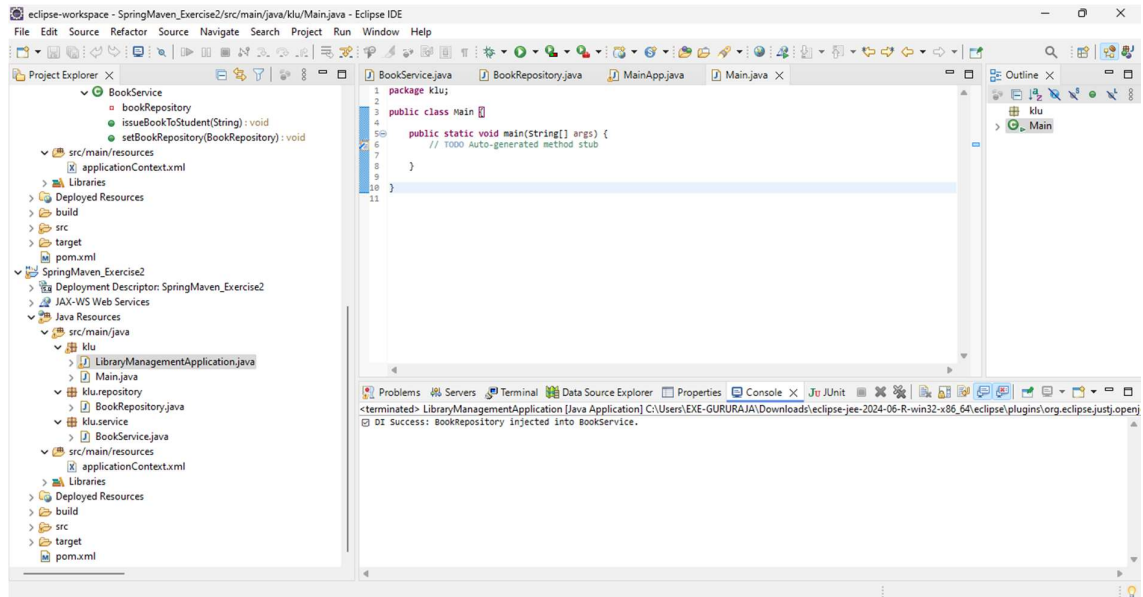 eclipse-workspace - SpringMaven_Exercise2/src/main/java/klu/Main.java - Eclipse IDE
File Edit Source Refactor Source Navigate Search Project Run Window Help
Project Explorer
BookService
bookRepository
issueBookToStudent(String) : void
setBookRepository(BookRepository) : void
src/main/resources
applicationContext.xml
Libraries
Deployed Resources
build
src
target
pom.xml
SpringMaven_Exercise2
Deployment Descriptor: SpringMaven_Exercise2
JAX-WS Web Services
Java Resources
src/main/java
klu
LibraryManagementApplication.java
Main.java
klu.repository
BookRepository.java
klu.service
BookService.java
src/main/resources
applicationContext.xml
Libraries
Deployed Resources
build
src
target
pom.xml
BookService.java BookRepository.java MainApp.java Main.java
1 package klu;
2
3 public class Main {
4
5 public static void main(String[] args) {
6 // TODO Auto-generated method stub
7
8 }
9
10 }
11
Outline
klu
Main
Problems Servers Terminal Data Source Explorer Properties Console JUnit
<terminated> LibraryManagementApplication [Java Application] C:\Users\EXE-GURURAJA\Downloads\eclipse-jee-2024-06-R-win32-x86_64\eclipse\plugins\org.eclipse.justj.openj
DI Success: BookRepository injected into BookService.